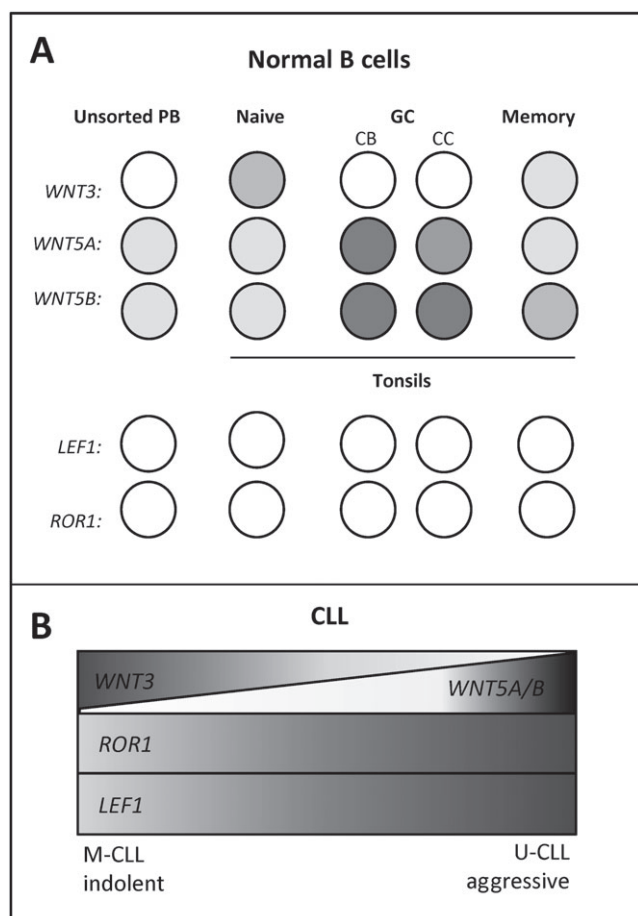 A
Normal B cells
Unsorted PB Naive GC Memory
CB CC
WNT3:
WNT5A:
WNT5B:
Tonsils
LEF1:
ROR1:
B
CLL
WNT3
WNT5A/B
ROR1
LEF1
M-CLL U-CLL
indolent aggressive